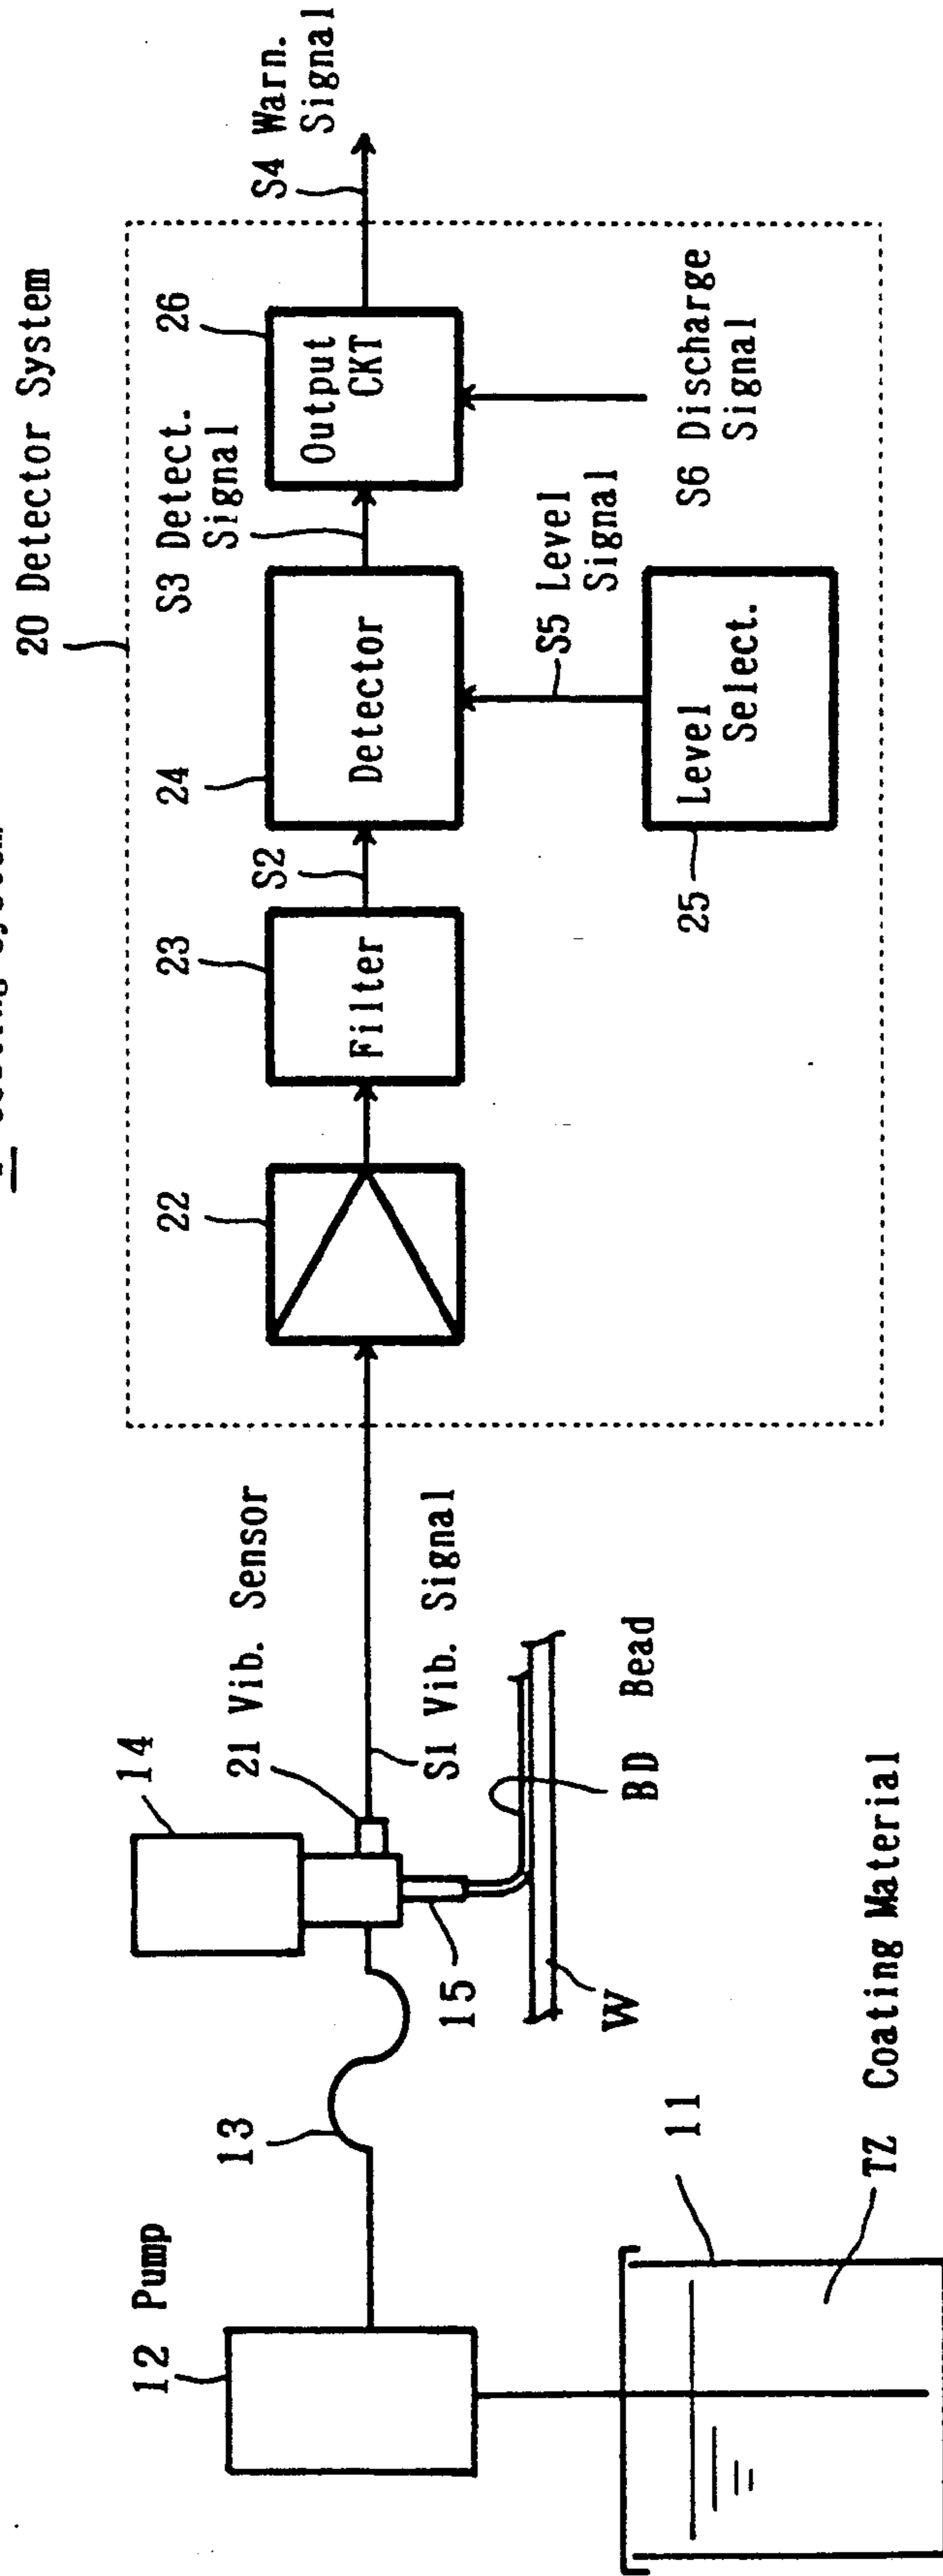 20 Detector System
S4 Warn.
Signal
26
Output
CKT
S3 Detect.
Signal
24
Detector
S2
23
Filter
22
S5 Level
Signal
S6 Discharge
Signal
25
Level
Select.
21 Vib. Sensor
S1 Vib. Signal
14
15
13
12 Pump
BD Bead
W
11
TZ Coating Material